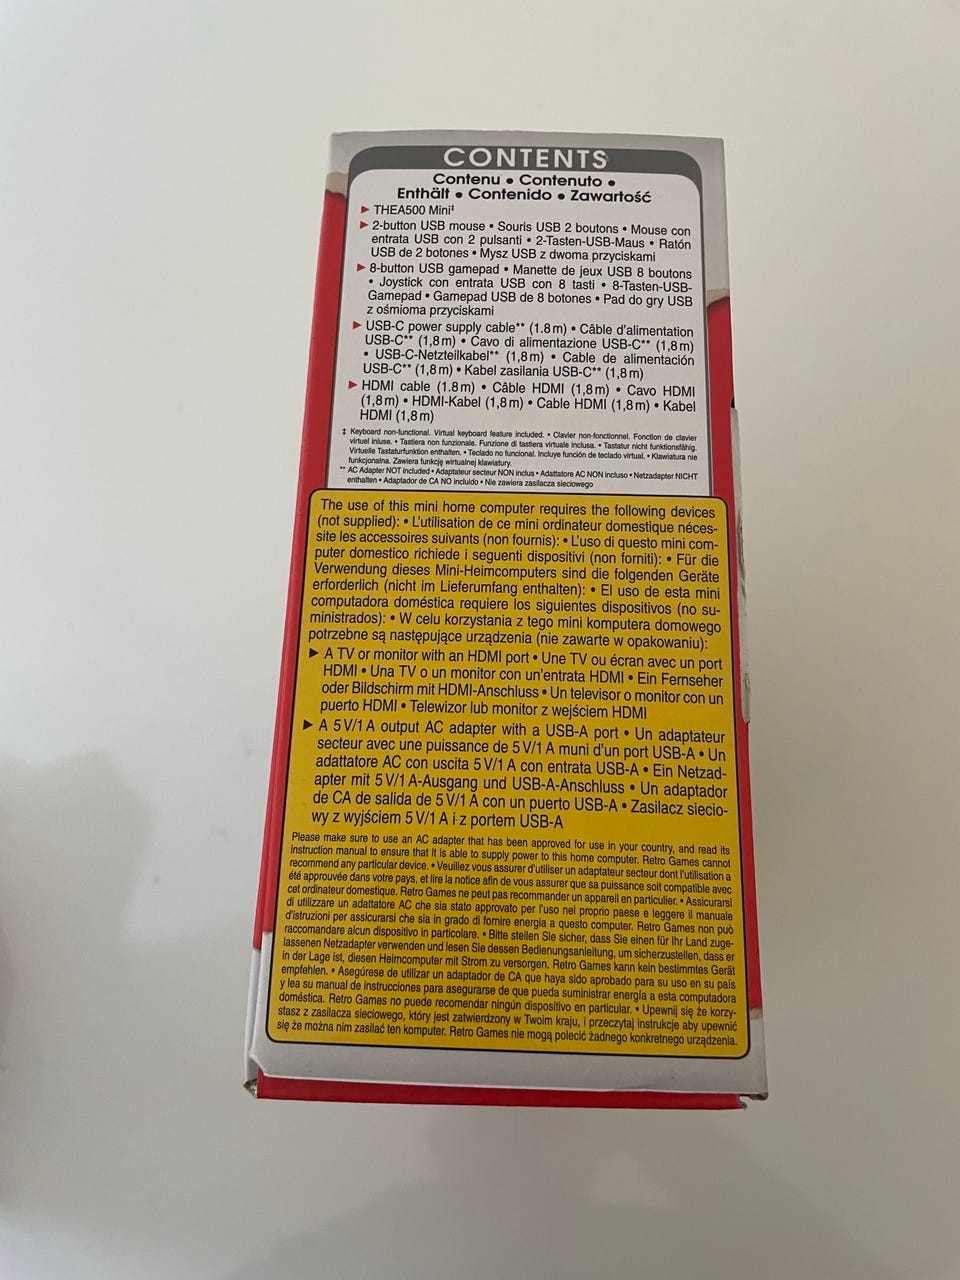 CONTENTS
Contenu • Contenuto •
Enthält • Contenido • Zawartość
► THEA500 Mini‡
► 2-button USB mouse • Souris USB 2 boutons • Mouse con
entrata USB con 2 pulsanti • 2-Tasten-USB-Maus • Ratón
USB de 2 botones • Mysz USB z dwoma przyciskami
► 8-button USB gamepad • Manette de jeux USB 8 boutons
• Joystick con entrata USB con 8 tasti • 8-Tasten-USB-
Gamepad • Gamepad USB de 8 botones • Pad do gry USB
z ośmioma przyciskami
► USB-C power supply cable** (1.8 m) • Câble d'alimentation
USB-C** (1,8 m) • Cavo di alimentazione USB-C** (1,8 m)
• USB-C-Netzteilkabel** (1,8 m) • Cable de alimentación
USB-C** (1,8 m) • Kabel zasilania USB-C** (1,8 m)
► HDMI cable (1.8 m) • Câble HDMI (1,8 m) • Cavo HDMI
(1,8 m) • HDMI-Kabel (1,8 m) • Cable HDMI (1,8 m) • Kabel
HDMI (1,8 m)
‡ Keyboard non-functional. Virtual keyboard feature included. • Clavier non-fonctionnel. Fonction de clavier
virtuel inluse. • Tastiera non funzionale. Funzione di tastiera virtuale inclusa. • Tastatur nicht funktionsfähig.
Virtuelle Tastaturfunktion enthalten. • Teclado no funcional. Incluye función de teclado virtual. • Klawiatura nie
funkcjonalna. Zawiera funkcję wirtualnej klawiatury.
** AC Adapter NOT included • Adaptateur secteur NON inclus • Adattatore AC NON incluso • Netzadapter NICHT
enthalten • Adaptador de CA NO incluido • Nie zawiera zasilacza sieciowego
The use of this mini home computer requires the following devices
(not supplied): • L'utilisation de ce mini ordinateur domestique néces-
site les accessoires suivants (non fournis): • L'uso di questo mini com-
puter domestico richiede i seguenti dispositivi (non forniti): • Für die
Verwendung dieses Mini-Heimcomputers sind die folgenden Geräte
erforderlich (nicht im Lieferumfang enthalten): • El uso de esta mini
computadora doméstica requiere los siguientes dispositivos (no su-
ministrados): • W celu korzystania z tego mini komputera domowego
potrzebne są następujące urządzenia (nie zawarte w opakowaniu):
► A TV or monitor with an HDMI port • Une TV ou écran avec un port
HDMI • Una TV o un monitor con un'entrata HDMI • Ein Fernseher
oder Bildschirm mit HDMI-Anschluss • Un televisor o monitor con un
puerto HDMI • Telewizor lub monitor z wejściem HDMI
► A 5 V/1 A output AC adapter with a USB-A port • Un adaptateur
secteur avec une puissance de 5 V/1 A muni d'un port USB-A • Un
adattatore AC con uscita 5 V/1 A con entrata USB-A • Ein Netzad-
apter mit 5 V/1 A-Ausgang und USB-A-Anschluss • Un adaptador
de CA de salida de 5 V/1 A con un puerto USB-A • Zasilacz siecio-
wy z wyjściem 5 V/1 A i z portem USB-A
Please make sure to use an AC adapter that has been approved for use in your country, and read its
instruction manual to ensure that it is able to supply power to this home computer. Retro Games cannot
recommend any particular device. • Veuillez vous assurer d'utiliser un adaptateur secteur dont l'utilisation a
été approuvée dans votre pays, et lire la notice afin de vous assurer que sa puissance soit compatible avec
cet ordinateur domestique. Retro Games ne peut pas recommander un appareil en particulier. • Assicurarsi
di utilizzare un adattatore AC che sia stato approvato per l'uso nel proprio paese e leggere il manuale
d'istruzioni per assicurarsi che sia in grado di fornire energia a questo computer. Retro Games non può
raccomandare alcun dispositivo in particolare. • Bitte stellen Sie sicher, dass Sie einen für Ihr Land zuge-
lassenen Netzadapter verwenden und lesen Sie dessen Bedienungsanleitung, um sicherzustellen, dass er
in der Lage ist, diesen Heimcomputer mit Strom zu versorgen. Retro Games kann kein bestimmtes Gerät
empfehlen. • Asegúrese de utilizar un adaptador de CA que haya sido aprobado para su uso en su país
y lea su manual de instrucciones para asegurarse de que pueda suministrar energía a esta computadora
doméstica. Retro Games no puede recomendar ningún dispositivo en particular. • Upewnij się że korzy-
stasz z zasilacza sieciowego, który jest zatwierdzony w Twoim kraju, i przeczytaj instrukcje aby upewnić
się że można nim zasilać ten komputer. Retro Games nie mogą polecić żadnego konkretnego urządzenia.